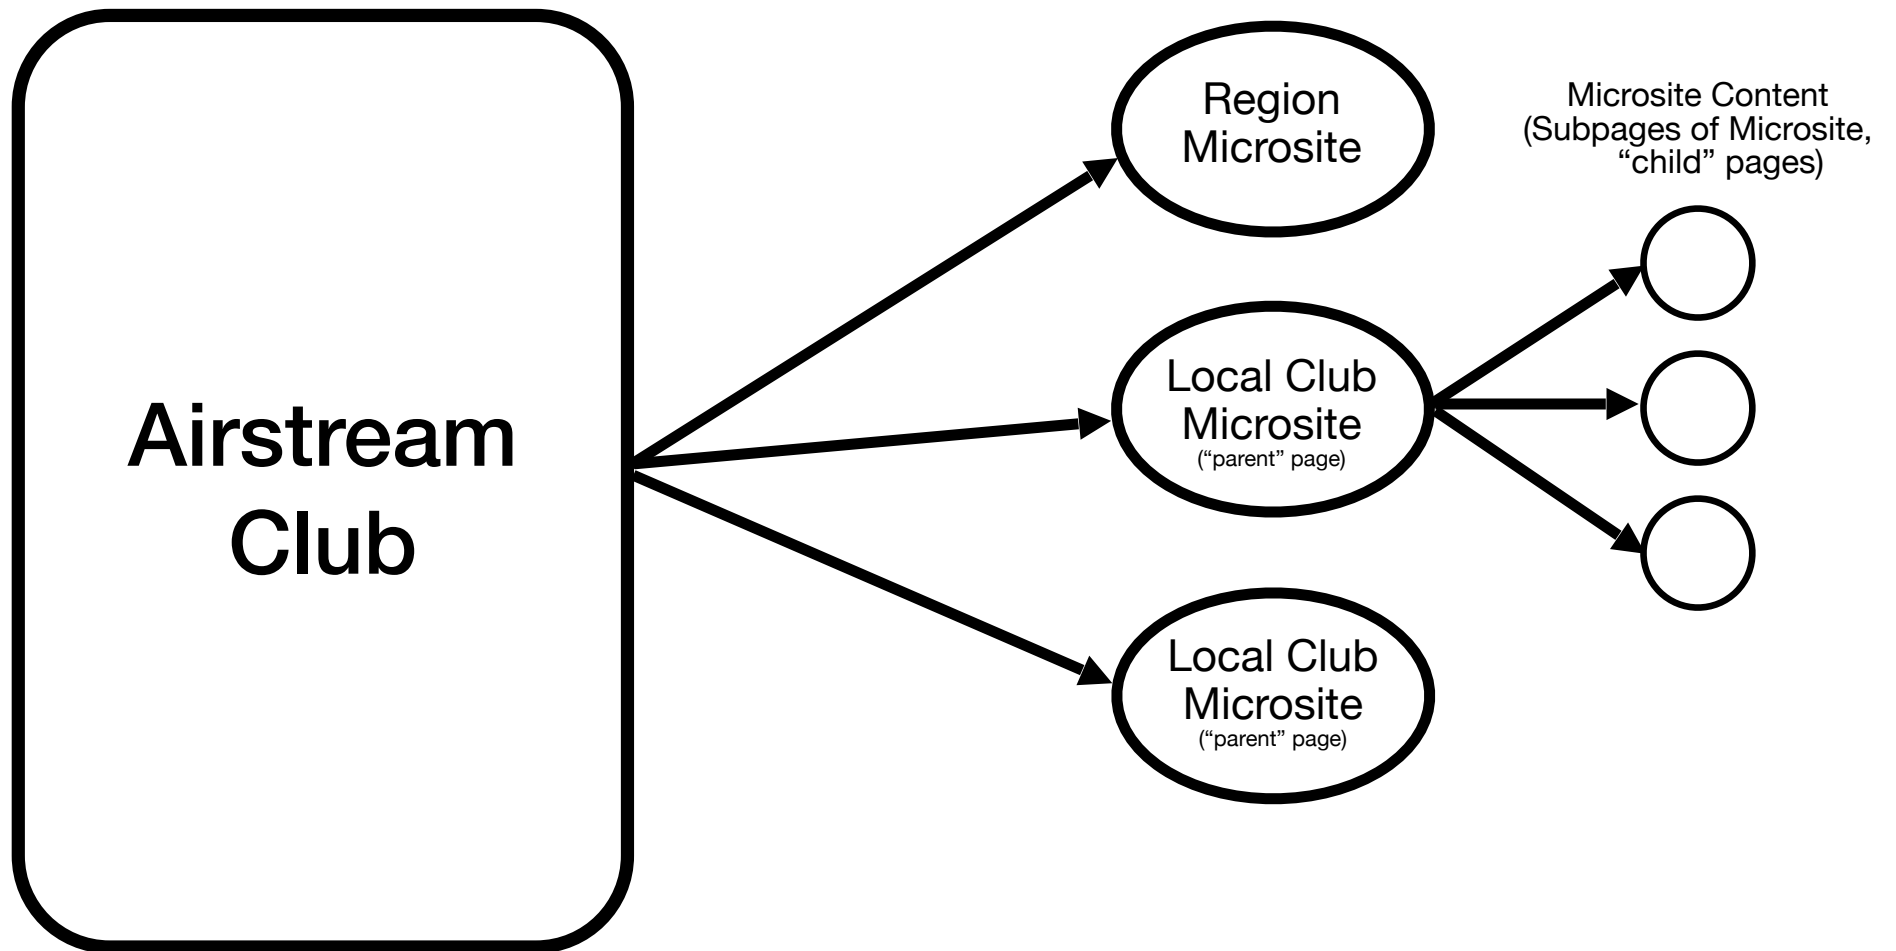 Airstream
Club
Region
Microsite
Local Club
Microsite
(“parent” page)
Local Club
Microsite
(“parent” page)
Microsite Content
(Subpages of Microsite,
“child” pages)